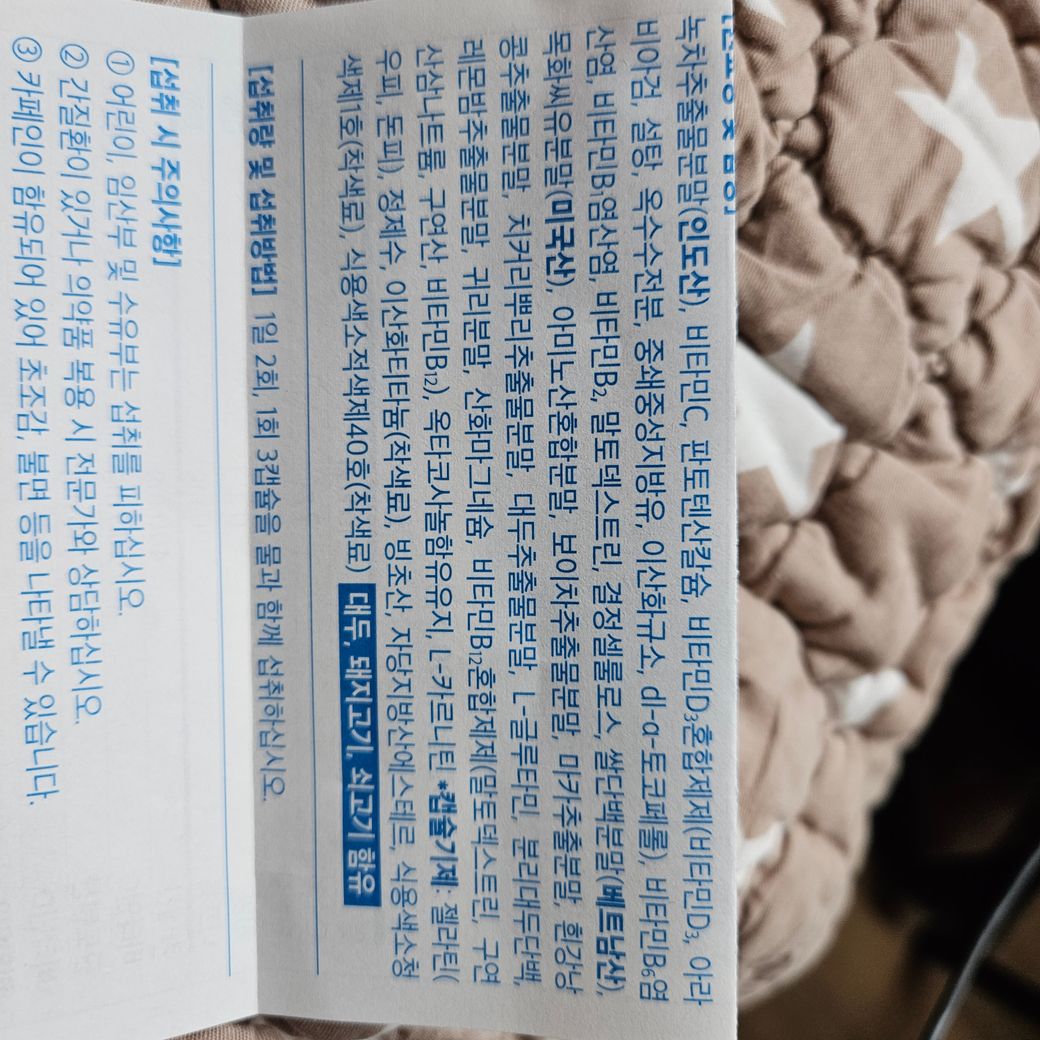 녹차추출물분말(인도산), 비타민C, 판토텐산칼슘, 비타민D₃혼합제제(비타민D₃, 아라
비아검, 설탕, 옥수수전분, 중쇄중성지방유, 이산화규소, dl-α-토코페롤), 비타민B₆염
산염, 비타민B₁염산염, 비타민B₂, 말토덱스트린, 결정셀룰로스, 쌀단백분말(베트남산),
목화씨유분말(미국산), 아미노산혼합분말, 보이차추출물분말, 마카추출분말, 흰강낭
콩추출물분말, 치커리뿌리추출물분말, 대두추출물분말, L-글루타민, 분리대두단백,
레몬밤추출물분말, 귀리분말, 산화마그네슘, 비타민B₁₂혼합제제(말토덱스트린, 구연
산삼나트륨, 구연산, 비타민B₁₂), 옥타코사놀함유유지, L-카르니틴 *캡슐기제: 젤라틴(
우피, 돈피), 정제수, 이산화티타늄(착색료), 빙초산, 자당지방산에스테르, 식용색소청
색제1호(착색료), 식용색소적색제40호(착색료) 대두, 돼지고기, 쇠고기 함유
[섭취량 및 섭취방법] 1일 2회, 1회 3캡슐을 물과 함께 섭취하십시오.
[섭취 시 주의사항]
① 어린이, 임산부 및 수유부는 섭취를 피하십시오.
② 간질환이 있거나 의약품 복용 시 전문가와 상담하십시오.
③ 카페인이 함유되어 있어 초조감, 불면 등을 나타낼 수 있습니다.